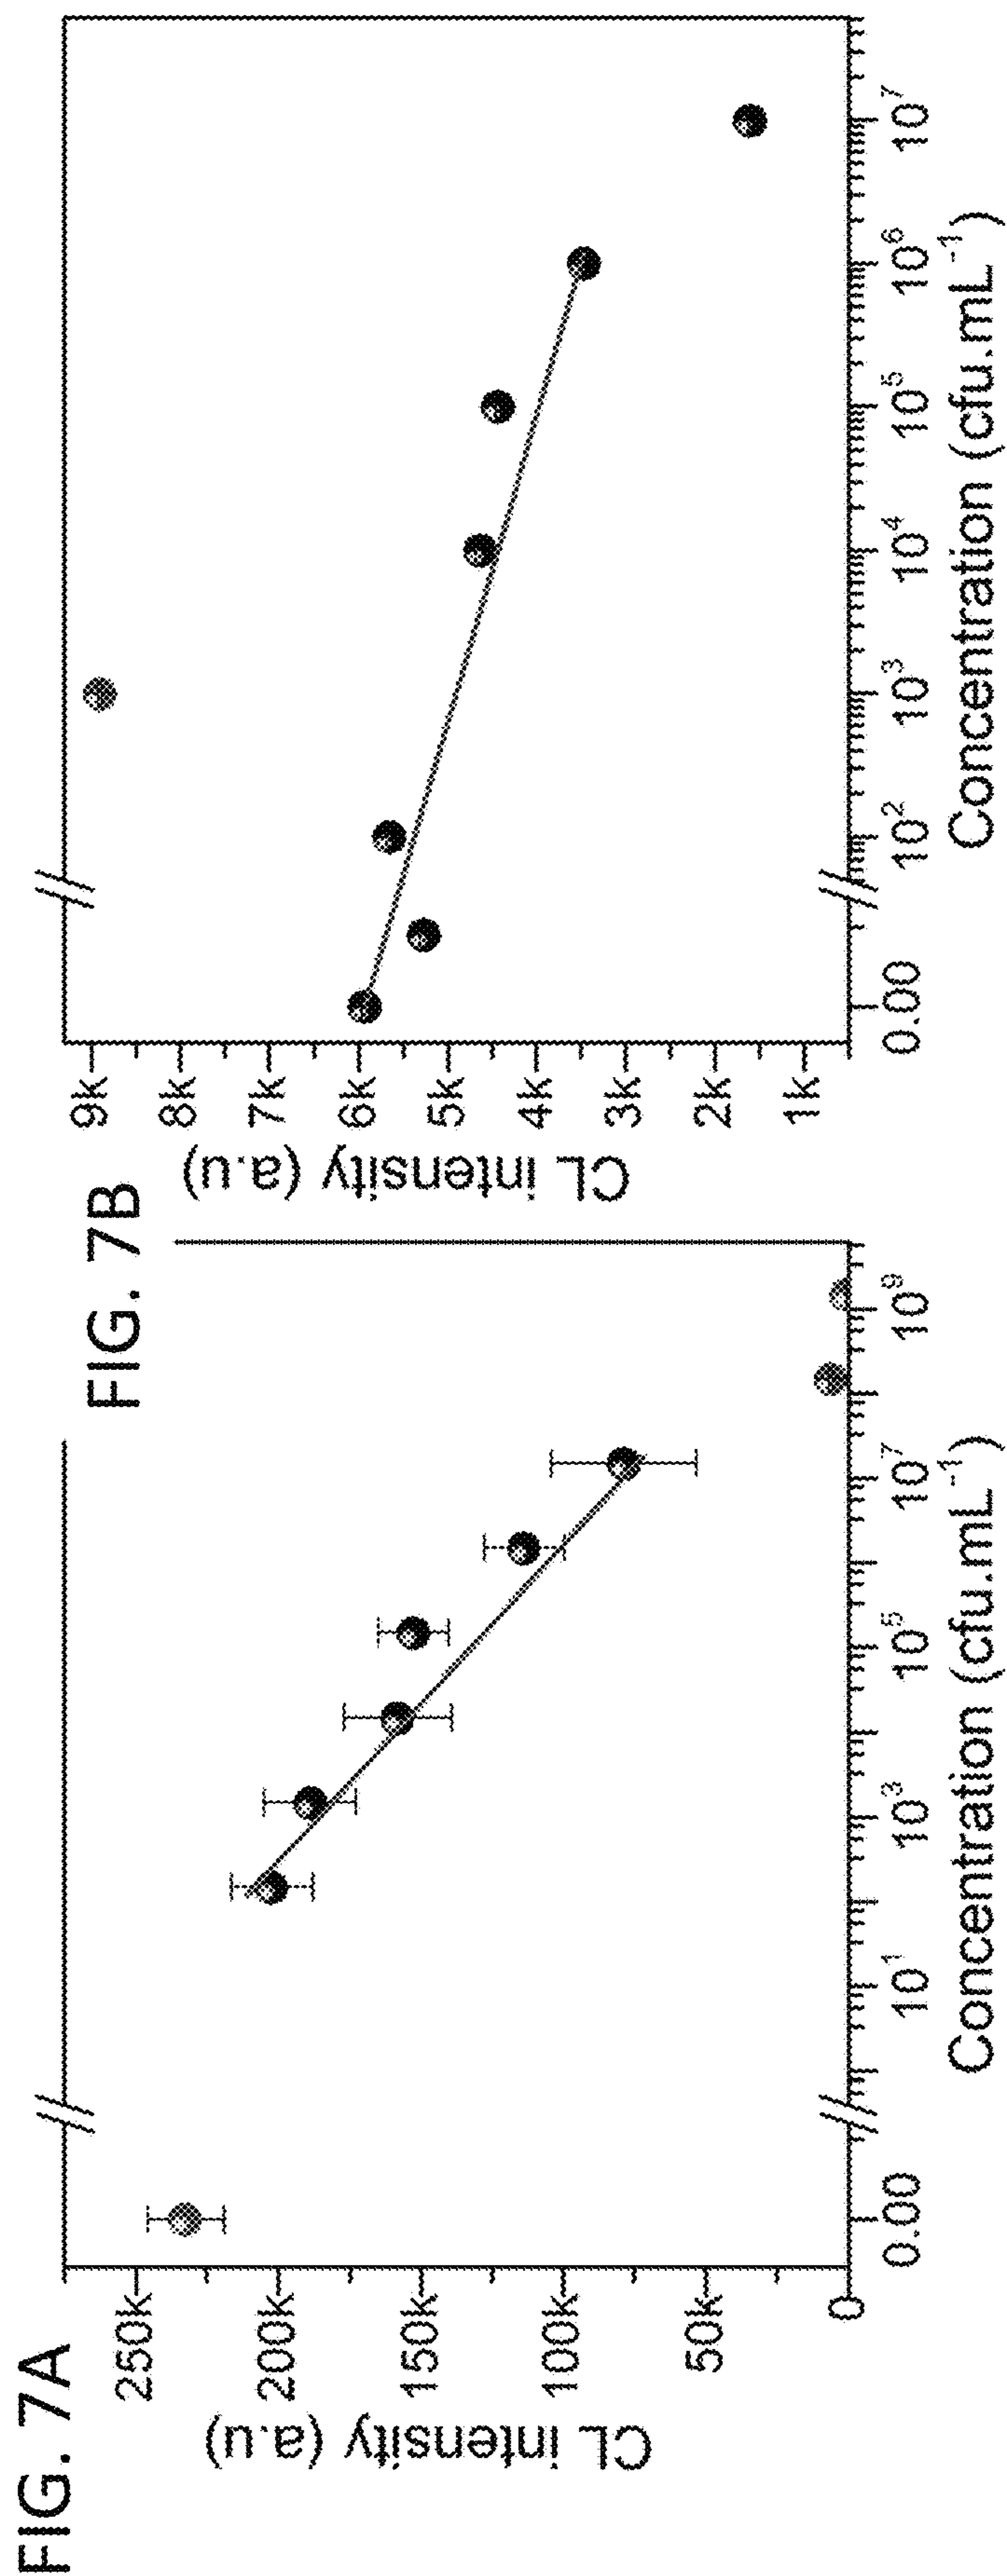 FIG. 7A
CL intensity (a.u)
250k
200k
150k
100k
50k
0
0.00
10¹
10³
10⁵
10⁷
10⁹
Concentration (cfu.mL⁻¹)
FIG. 7B
CL intensity (a.u)
9k
8k
7k
6k
5k
4k
3k
2k
1k
0.00
10²
10³
10⁴
10⁵
10⁶
10⁷
Concentration (cfu.mL⁻¹)